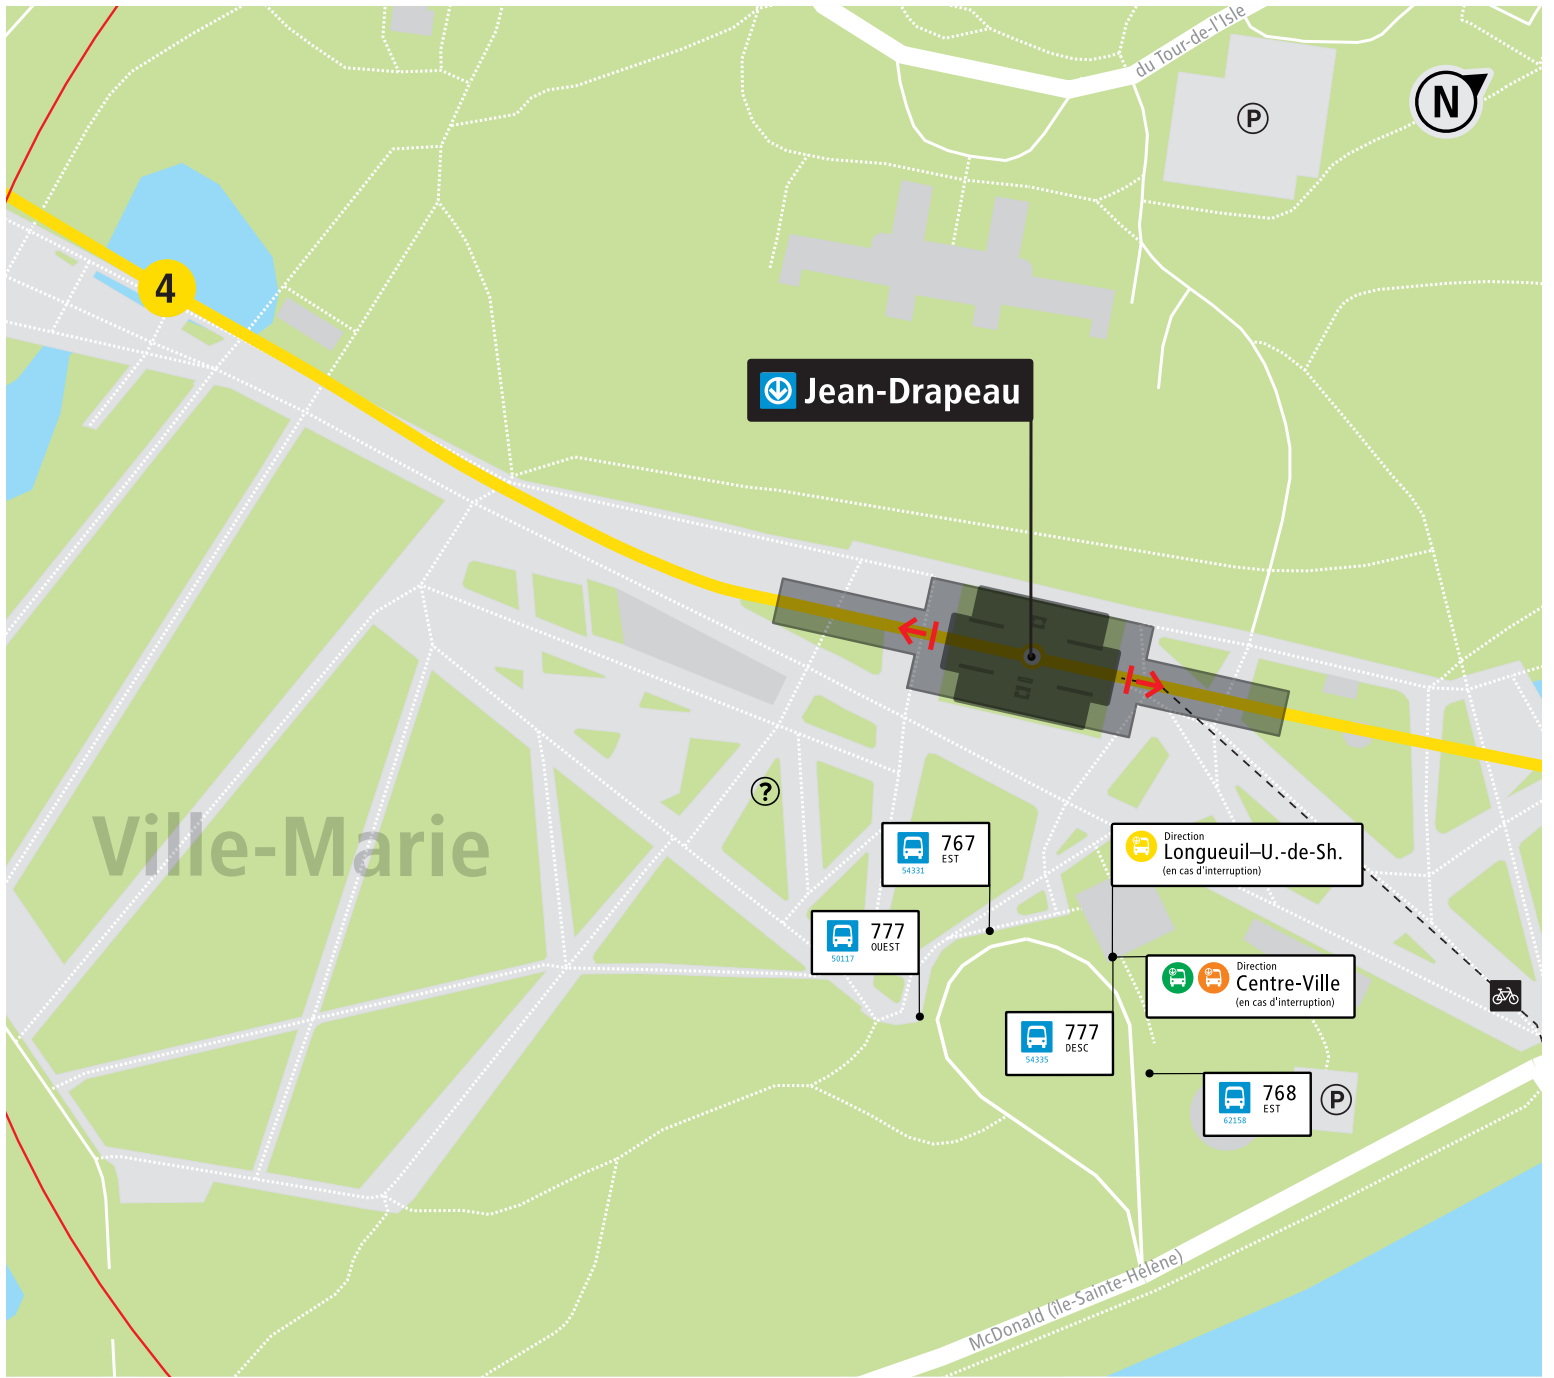 du Tour-de-l'Isle
P
N
4
Jean-Drapeau
Ville-Marie
?
767
EST
54331
Direction
Longueuil–U.-de-Sh.
(en cas d'interruption)
777
OUEST
50117
Direction
Centre-Ville
(en cas d'interruption)
777
DESC
54335
768
EST
62158
P
McDonald (île-Sainte-Hélène)